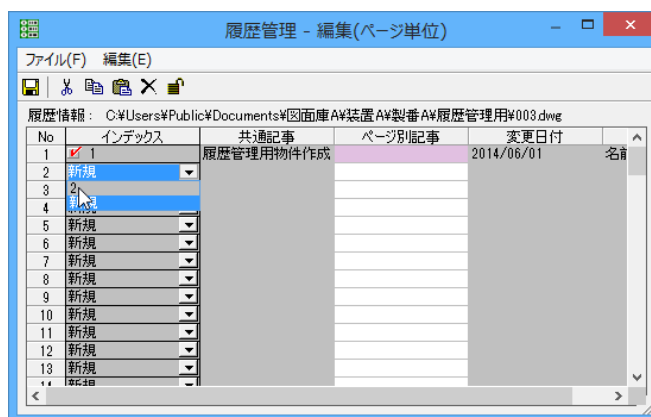 履歴管理 - 編集(ページ単位)
ファイル(F) 編集(E)
履歴情報： C:¥Users¥Public¥Documents¥図面庫A¥装置A¥製番A¥履歴管理用¥003.dwg
No インデックス 共通記事 ページ別記事 変更日付
1 1 履歴管理用物件作成 2014/06/01 名前
2 新規
3 2
4 新規
5 新規
6 新規
7 新規
8 新規
9 新規
10 新規
11 新規
12 新規
13 新規
14 新規